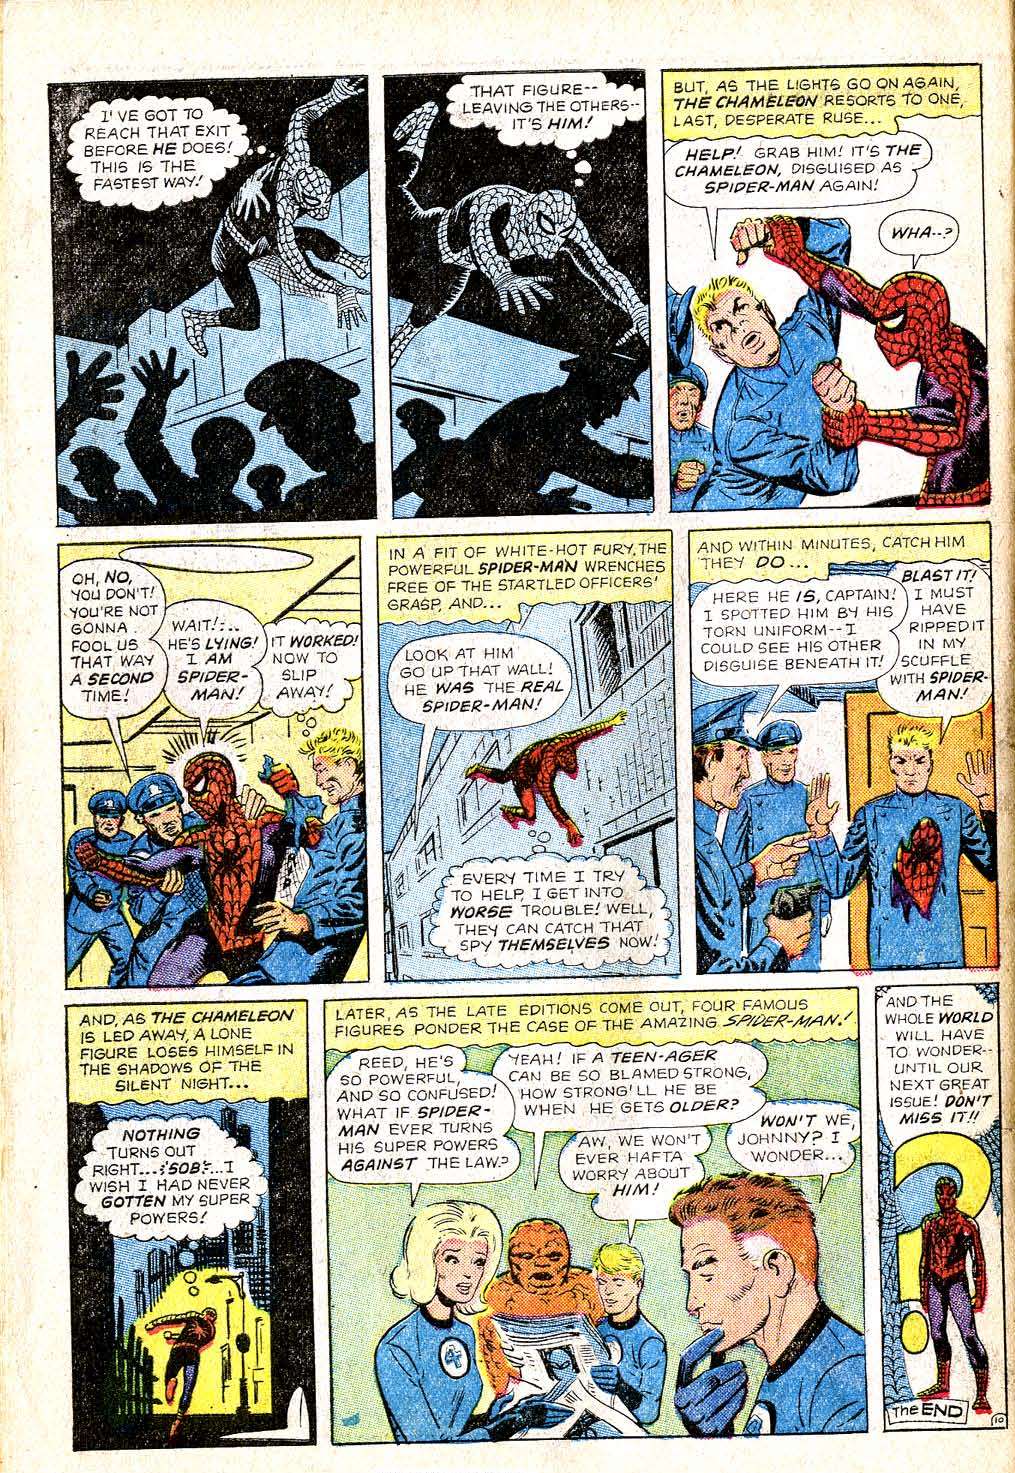 I'VE GOT TO
REACH THAT EXIT
BEFORE HE DOES!
THIS IS THE
FASTEST WAY!
THAT FIGURE--
LEAVING THE OTHERS--
IT'S HIM!
BUT, AS THE LIGHTS GO ON AGAIN,
THE CHAMELEON RESORTS TO ONE,
LAST, DESPERATE RUSE...
HELP! GRAB HIM! IT'S THE
CHAMELEON, DISGUISED AS
SPIDER-MAN AGAIN!
WHA--?
OH, NO,
YOU DON'T!
YOU'RE NOT
GONNA
FOOL US
THAT WAY
A SECOND
TIME!
WAIT!...
HE'S LYING!
I AM
SPIDER-
MAN!
IT WORKED!
NOW TO
SLIP
AWAY!
IN A FIT OF WHITE-HOT FURY, THE
POWERFUL SPIDER-MAN WRENCHES
FREE OF THE STARTLED OFFICERS'
GRASP, AND...
LOOK AT HIM
GO UP THAT WALL!
HE WAS THE REAL
SPIDER-MAN!
EVERY TIME I TRY
TO HELP, I GET INTO
WORSE TROUBLE! WELL,
THEY CAN CATCH THAT
SPY THEMSELVES NOW!
AND WITHIN MINUTES, CATCH HIM
THEY DO...
HERE HE IS, CAPTAIN!
I SPOTTED HIM BY HIS
TORN UNIFORM--I
COULD SEE HIS OTHER
DISGUISE BENEATH IT!
BLAST IT!
I MUST
HAVE
RIPPED IT
IN MY
SCUFFLE
WITH SPIDER-
MAN!
AND, AS THE CHAMELEON
IS LED AWAY, A LONE
FIGURE LOSES HIMSELF IN
THE SHADOWS OF THE
SILENT NIGHT...
NOTHING
TURNS OUT
RIGHT... :SOB:...I
WISH I HAD NEVER
GOTTEN MY SUPER
POWERS!
LATER, AS THE LATE EDITIONS COME OUT, FOUR FAMOUS
FIGURES PONDER THE CASE OF THE AMAZING SPIDER-MAN!
REED, HE'S
SO POWERFUL,
AND SO CONFUSED!
WHAT IF SPIDER-
MAN EVER TURNS
HIS SUPER POWERS
AGAINST THE LAW?
YEAH! IF A TEEN-AGER
CAN BE SO BLAMED STRONG,
HOW STRONG'LL HE BE
WHEN HE GETS OLDER?
AW, WE WON'T
EVER HAFTA
WORRY ABOUT
HIM!
WON'T WE,
JOHNNY? I
WONDER...
4
AND THE
WHOLE WORLD
WILL HAVE
TO WONDER--
UNTIL OUR
NEXT GREAT
ISSUE! DON'T
MISS IT!!
The END
10